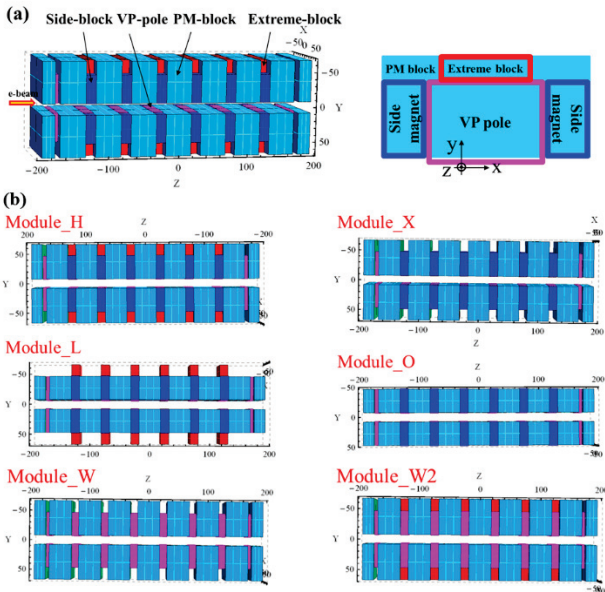 (a)
Side-block VP-pole PM-block Extreme-block
X
−50 0 50
e-beam
−50
0
Y
50
−200 −100 0 100 200
Z
PM block
Extreme block
Side magnet
VP pole
Side magnet
y
z
x
(b)
Module_H
Z
200 100 0 −100 −200
50
Y 0
−50
Module_X
−50
Y 0
50
−200 −100 0 100 200
Z
Module_L
−50
Y 0
50
−200 −100 0 100 200
Z
Module_O
Z
−200 −100 0 100 200
−50
Y 0
50
Module_W
Z
−200 −100 0 100 200
−50
Y 0
50
Module_W2
Z
−200 −100 0 100 200
−50
Y 0
50